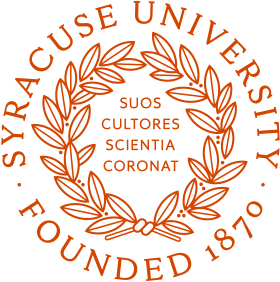 SYRACUSE UNIVERSITY
SUOS
CULTORES
SCIENTIA
CORONAT
· FOUNDED 1870 ·